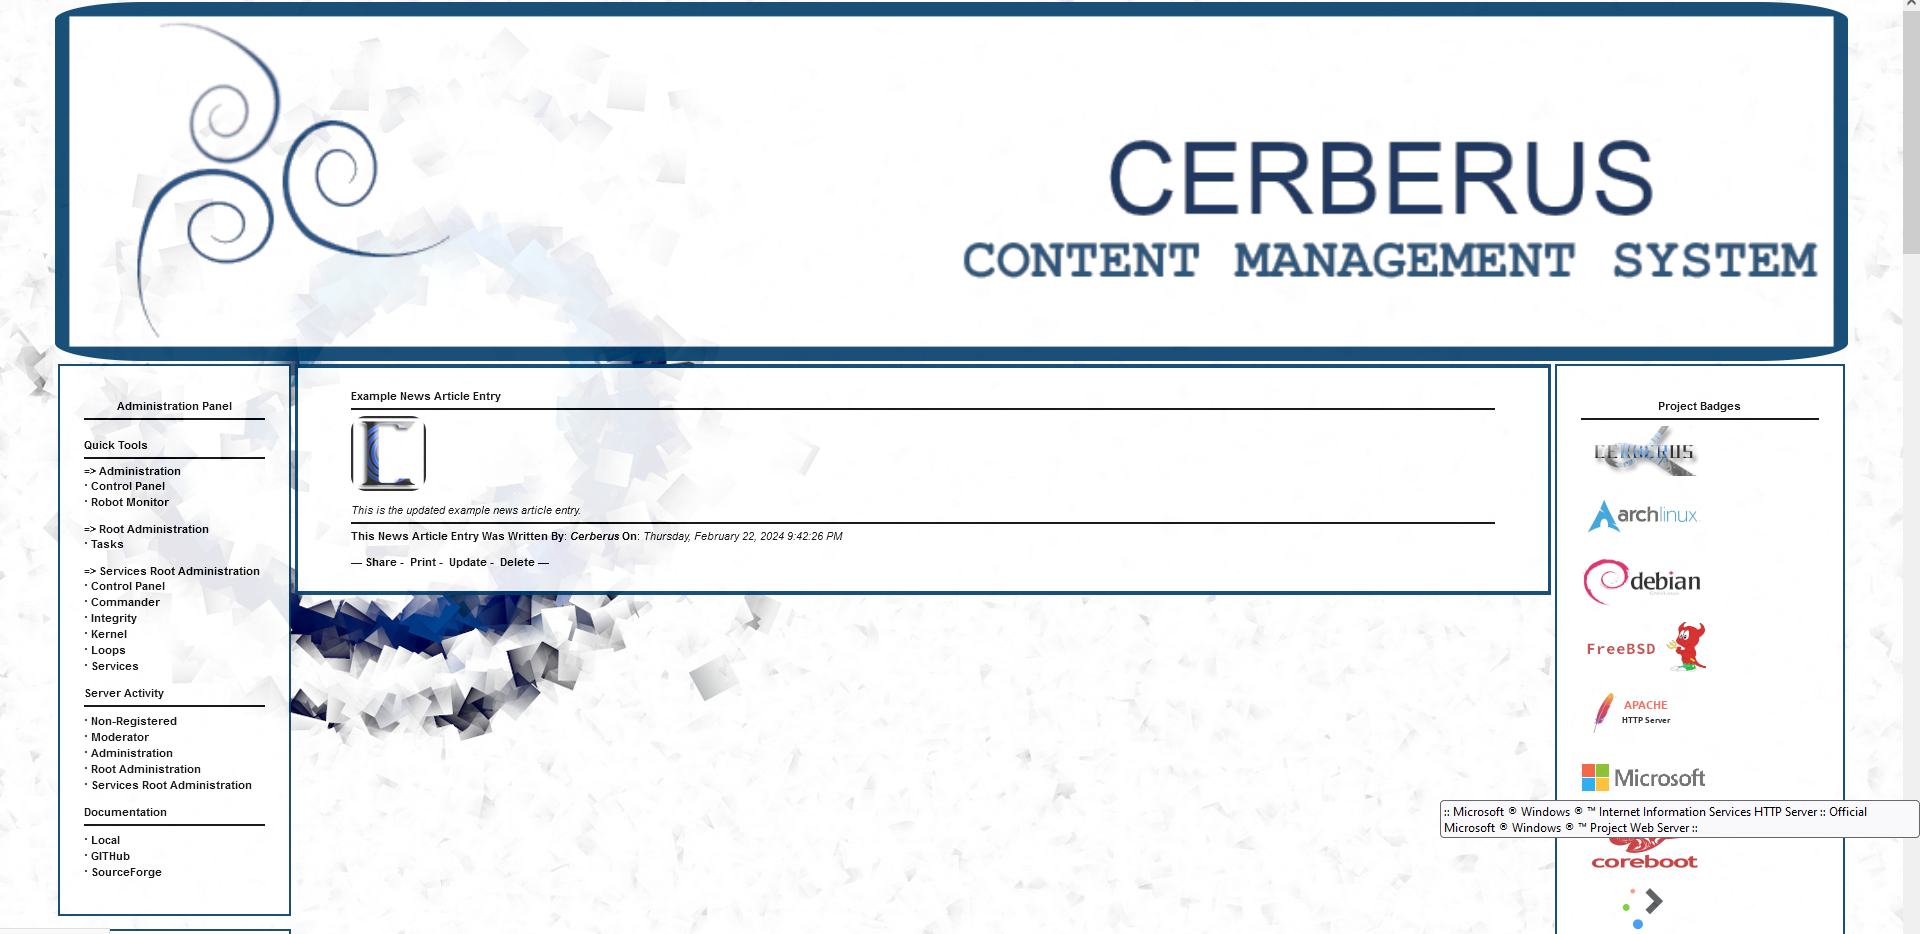 CERBERUS
CONTENT MANAGEMENT SYSTEM
Administration Panel
Quick Tools
=> Administration
· Control Panel
· Robot Monitor
=> Root Administration
· Tasks
=> Services Root Administration
· Control Panel
· Commander
· Integrity
· Kernel
· Loops
· Services
Server Activity
· Non-Registered
· Moderator
· Administration
· Root Administration
· Services Root Administration
Documentation
· Local
· GITHub
· SourceForge
Example News Article Entry
This is the updated example news article entry.
This News Article Entry Was Written By: Cerberus On: Thursday, February 22, 2024 9:42:26 PM
— Share - Print - Update - Delete —
Project Badges
CERBERUS
archlinux
debian
FreeBSD
APACHE
HTTP Server
Microsoft
:: Microsoft ® Windows ® ™ Internet Information Services HTTP Server :: Official
Microsoft ® Windows ® ™ Project Web Server ::
coreboot